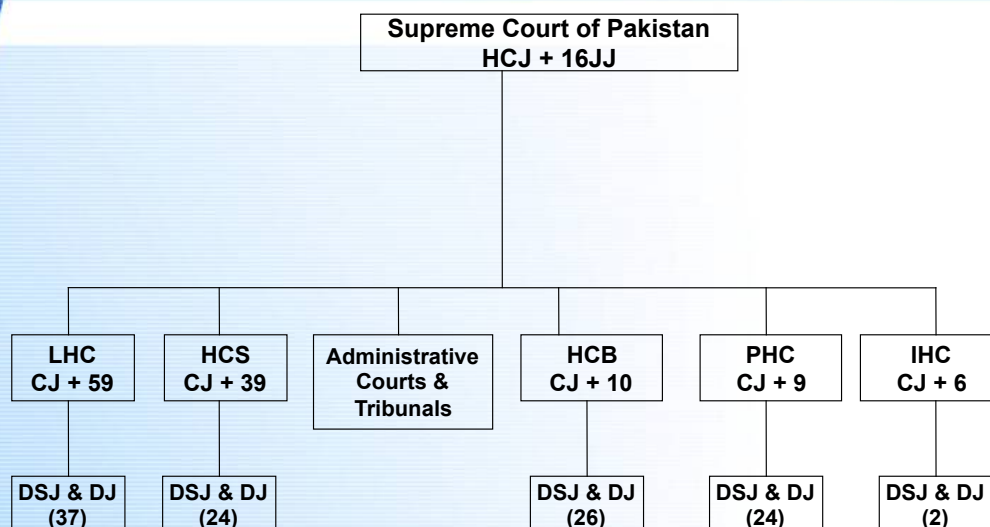 Supreme Court of Pakistan
HCJ + 16JJ
LHC
CJ + 59
HCS
CJ + 39
Administrative
Courts &
Tribunals
HCB
CJ + 10
PHC
CJ + 9
IHC
CJ + 6
DSJ & DJ
(37)
DSJ & DJ
(24)
DSJ & DJ
(26)
DSJ & DJ
(24)
DSJ & DJ
(2)